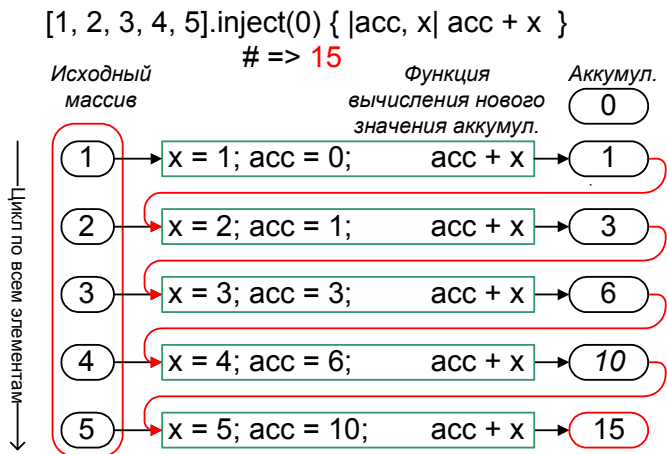 [1, 2, 3, 4, 5].inject(0) { |acc, x| acc + x }
# => 15
Исходный массив
Функция вычисления нового значения аккумул.
Аккумул.
0
Цикл по всем элементам
1 x = 1; acc = 0; acc + x 1
2 x = 2; acc = 1; acc + x 3
3 x = 3; acc = 3; acc + x 6
4 x = 4; acc = 6; acc + x 10
5 x = 5; acc = 10; acc + x 15